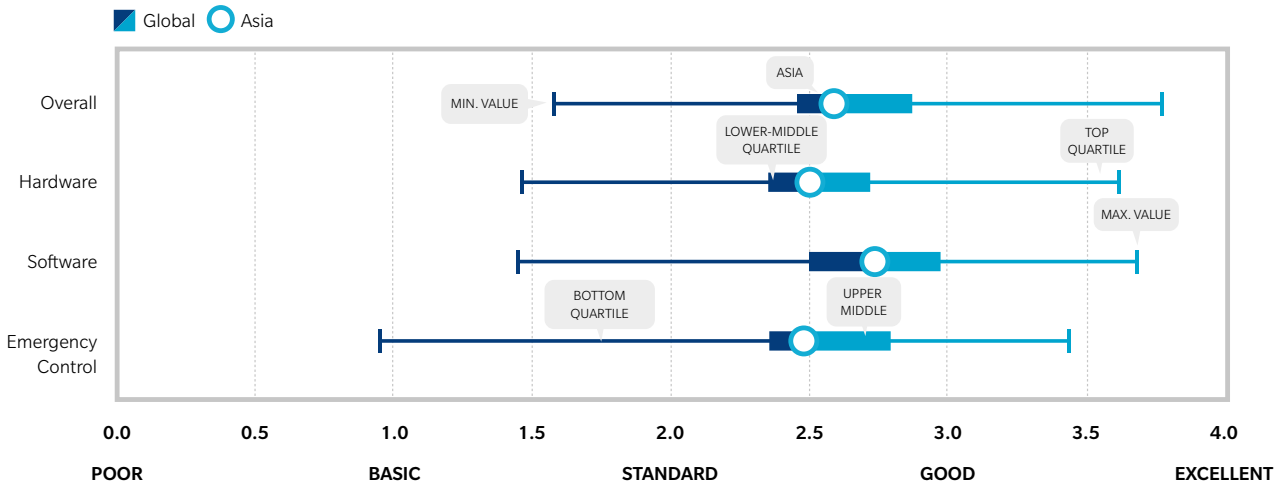 Global Asia
Overall
MIN. VALUE
ASIA
LOWER-MIDDLE
QUARTILE
TOP
QUARTILE
Hardware
MAX. VALUE
Software
BOTTOM
QUARTILE
UPPER
MIDDLE
Emergency
Control
0.0 0.5 1.0 1.5 2.0 2.5 3.0 3.5 4.0
POOR BASIC STANDARD GOOD EXCELLENT